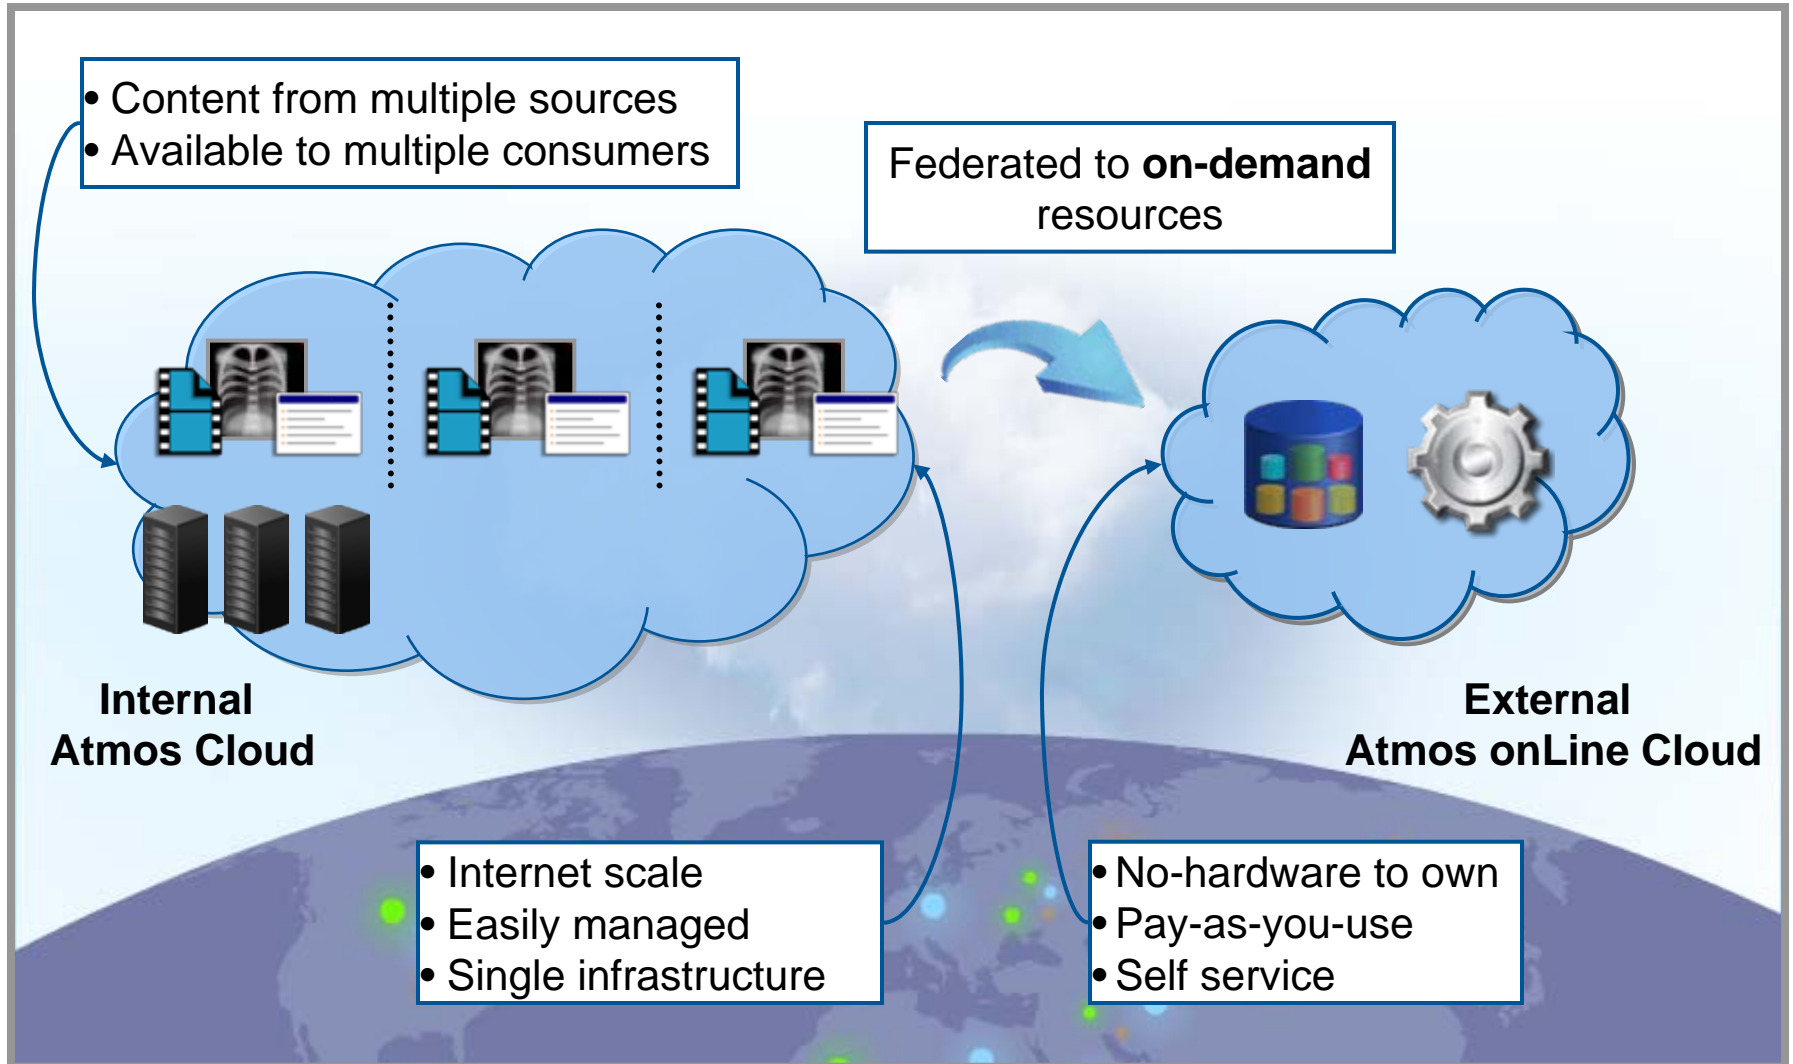 • Content from multiple sources
• Available to multiple consumers
Federated to on-demand
resources
Internal
Atmos Cloud
External
Atmos onLine Cloud
• Internet scale
• Easily managed
• Single infrastructure
• No-hardware to own
• Pay-as-you-use
• Self service